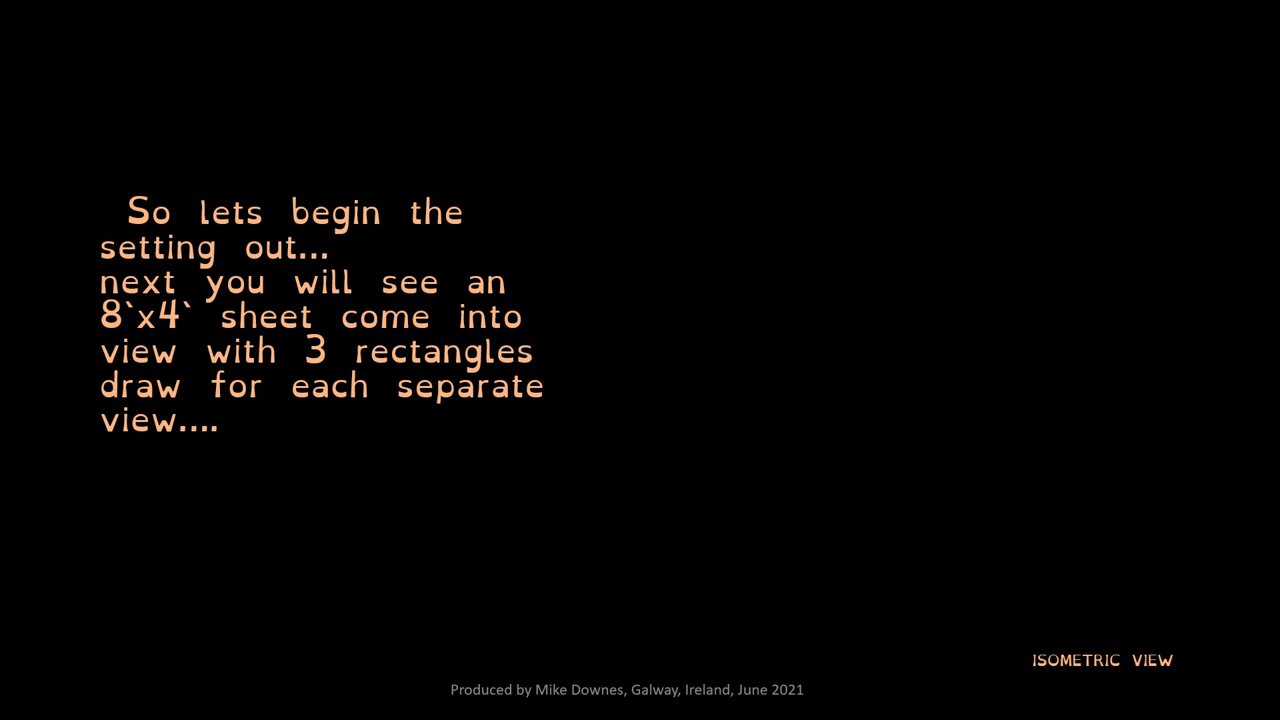 So lets begin the
setting out...
next you will see an
8`x4` sheet come into
view with 3 rectangles
draw for each separate
view....
ISOMETRIC VIEW
Produced by Mike Downes, Galway, Ireland, June 2021